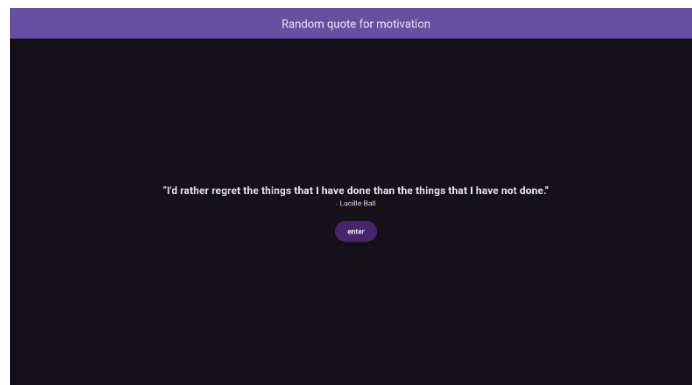 Random quote for motivation
"I'd rather regret the things that I have done than the things that I have not done."
- Lucille Ball
enter